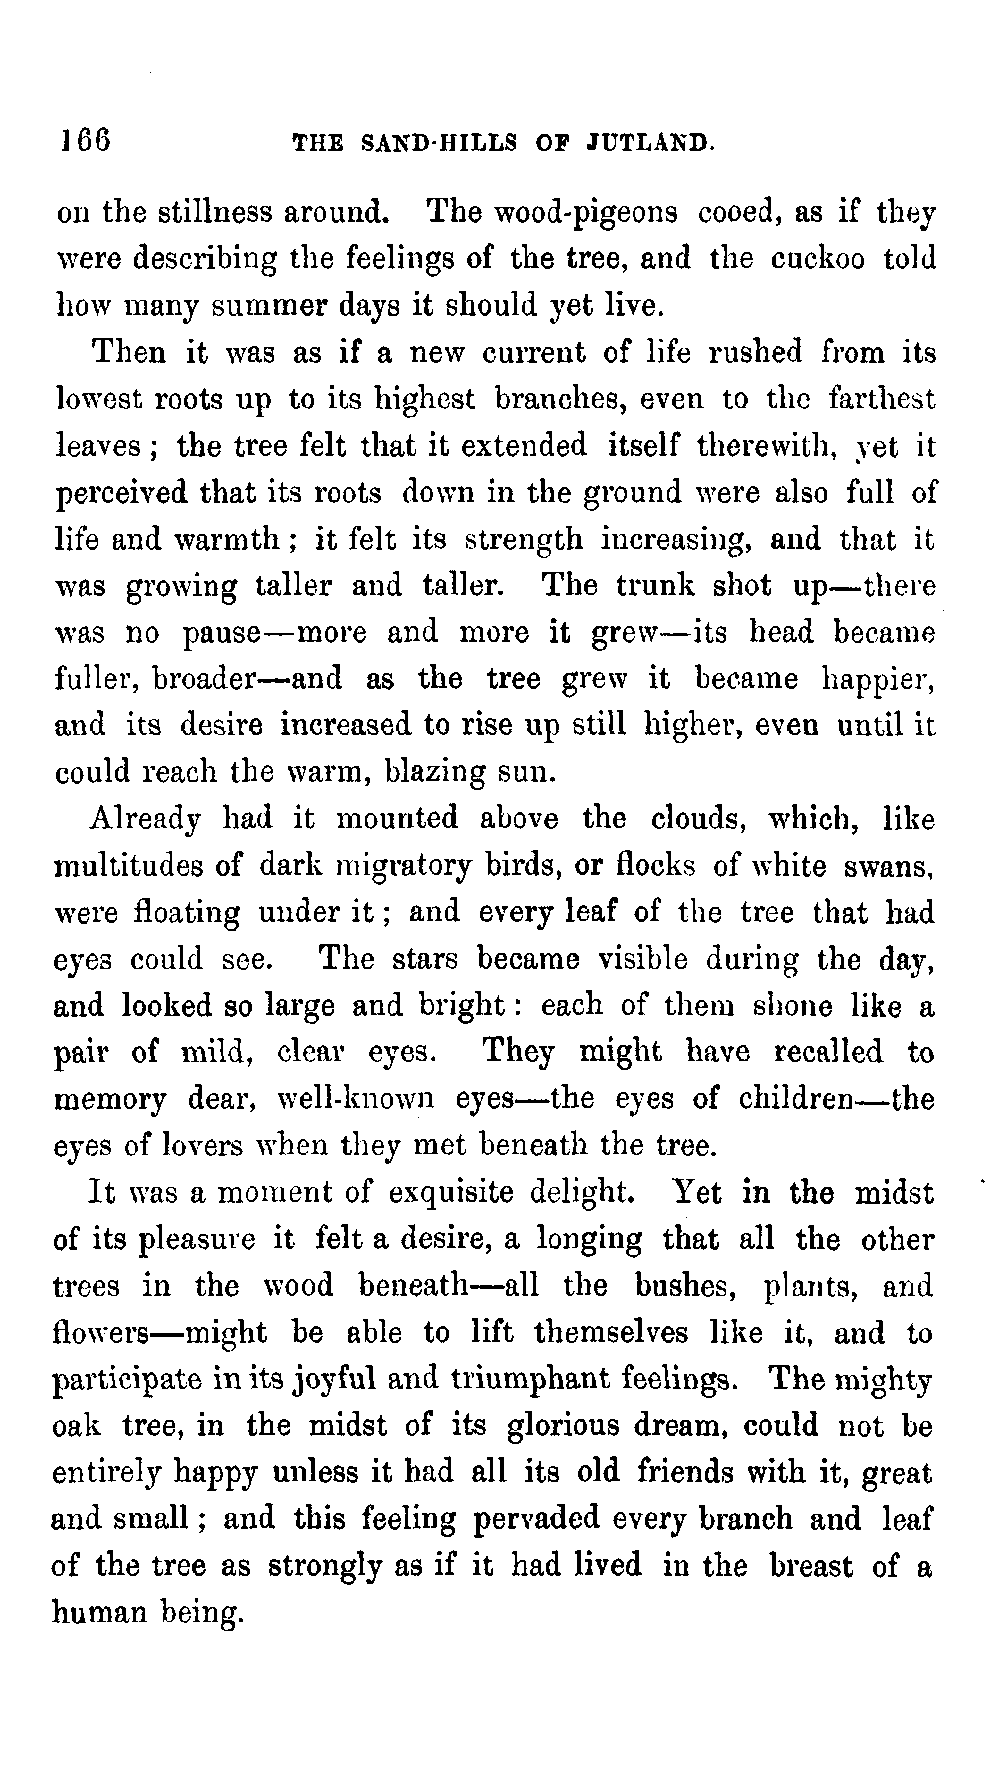 166 THE SAND-HILLS OF JUTLAND.
on the stillness around. The wood-pigeons cooed, as if they
were describing the feelings of the tree, and the cuckoo told
how many summer days it should yet live.
Then it was as if a new current of life rushed from its
lowest roots up to its highest branches, even to the farthest
leaves; the tree felt that it extended itself therewith, yet it
perceived that its roots down in the ground were also full of
life and warmth; it felt its strength increasing, and that it
was growing taller and taller. The trunk shot up—there
was no pause—more and more it grew—its head became
fuller, broader—and as the tree grew it became happier,
and its desire increased to rise up still higher, even until it
could reach the warm, blazing sun.
Already had it mounted above the clouds, which, like
multitudes of dark migratory birds, or flocks of white swans,
were floating under it; and every leaf of the tree that had
eyes could see. The stars became visible during the day,
and looked so large and bright: each of them shone like a
pair of mild, clear eyes. They might have recalled to
memory dear, well-known eyes—the eyes of children—the
eyes of lovers when they met beneath the tree.
It was a moment of exquisite delight. Yet in the midst
of its pleasure it felt a desire, a longing that all the other
trees in the wood beneath—all the bushes, plants, and
flowers—might be able to lift themselves like it, and to
participate in its joyful and triumphant feelings. The mighty
oak tree, in the midst of its glorious dream, could not be
entirely happy unless it had all its old friends with it, great
and small; and this feeling pervaded every branch and leaf
of the tree as strongly as if it had lived in the breast of a
human being.